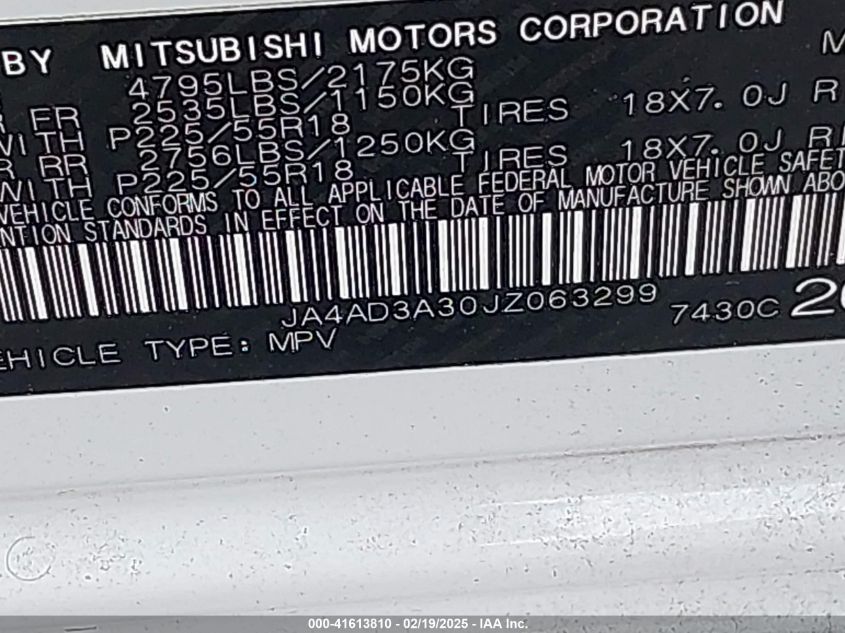 BY MITSUBISHI MOTORS CORPORATION
4795LBS/2175KG
FR 2535LBS/1150KG TIRES 18X7.0J
WITH P225/55R18
RR 2756LBS/1250KG TIRES 18X7.0J
WITH P225/55R18
VEHICLE CONFORMS TO ALL APPLICABLE FEDERAL MOTOR VEHICLE SAFET
NTION STANDARDS IN EFFECT ON THE DATE OF MANUFACTURE SHOWN ABO
JA4AD3A30JZ063299 7430C
EHICLE TYPE: MPV
000-41613810 - 02/19/2025 - IAA Inc.